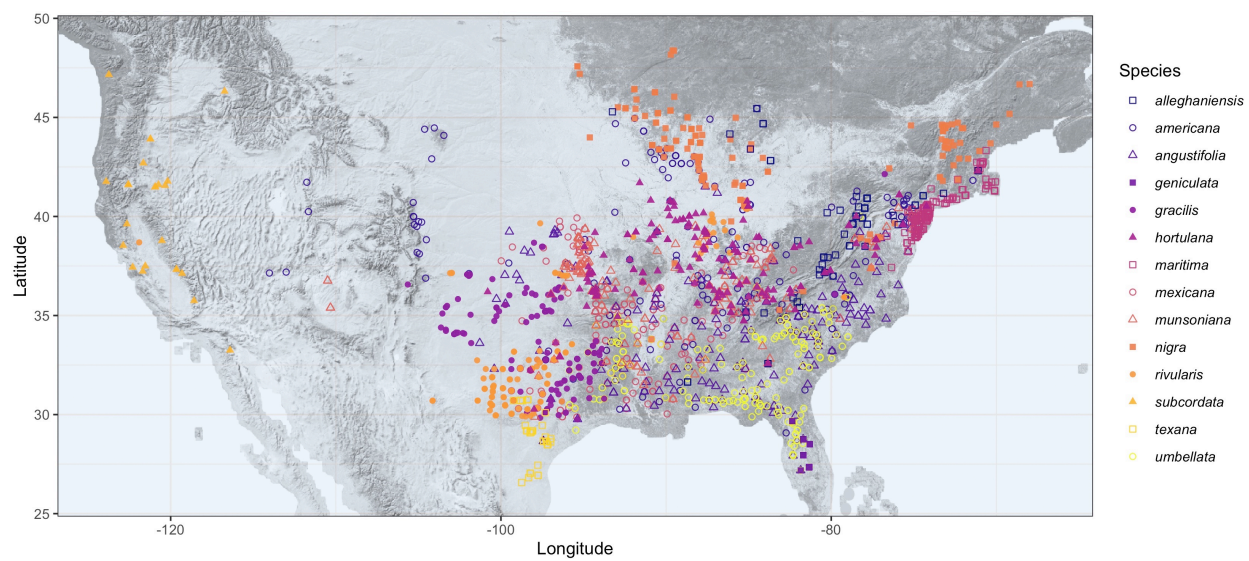 50
45
40
35
30
25
Latitude
-120
-100
-80
Longitude
Species
alleghaniensis
americana
angustifolia
geniculata
gracilis
hortulana
maritima
mexicana
munsoniana
nigra
rivularis
subcordata
texana
umbellata